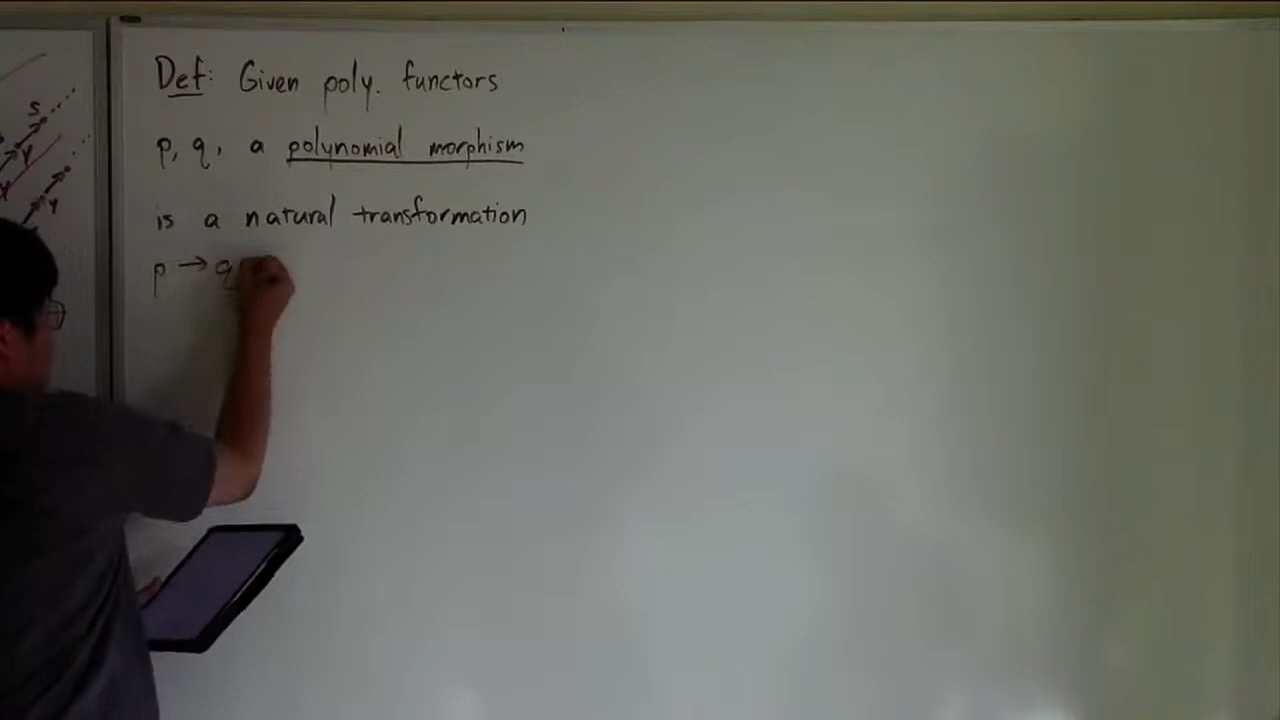 S
Y
Y
Y
Def: Given poly. functors
p, q, a polynomial morphism
is a natural transformation
p → q